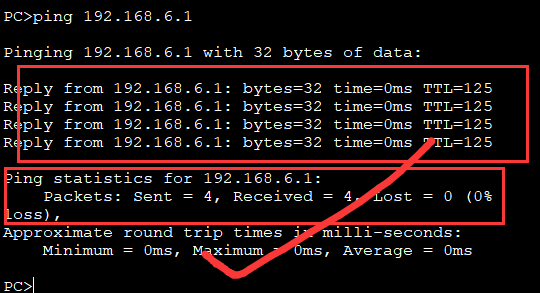 PC>ping 192.168.6.1
Pinging 192.168.6.1 with 32 bytes of data:
Reply from 192.168.6.1: bytes=32 time=0ms TTL=125
Reply from 192.168.6.1: bytes=32 time=0ms TTL=125
Reply from 192.168.6.1: bytes=32 time=0ms TTL=125
Reply from 192.168.6.1: bytes=32 time=0ms TTL=125
Ping statistics for 192.168.6.1:
Packets: Sent = 4, Received = 4, Lost = 0 (0%
loss),
Approximate round trip times in milli-seconds:
Minimum = 0ms, Maximum = 0ms, Average = 0ms
PC>